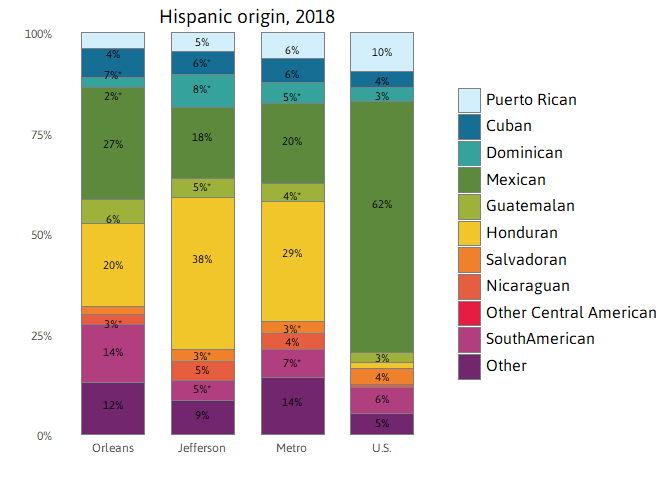 Hispanic origin, 2018
100%
75%
50%
25%
0%
4%
7%*
2%*
27%
6%
20%
3%*
14%
12%
5%
6%*
8%*
18%
5%*
38%
3%*
5%
5%*
9%
6%
6%
5%*
20%
4%*
29%
3%*
4%
7%*
14%
10%
4%
3%
62%
3%
4%
6%
5%
Orleans
Jefferson
Metro
U.S.
Puerto Rican
Cuban
Dominican
Mexican
Guatemalan
Honduran
Salvadoran
Nicaraguan
Other Central American
SouthAmerican
Other